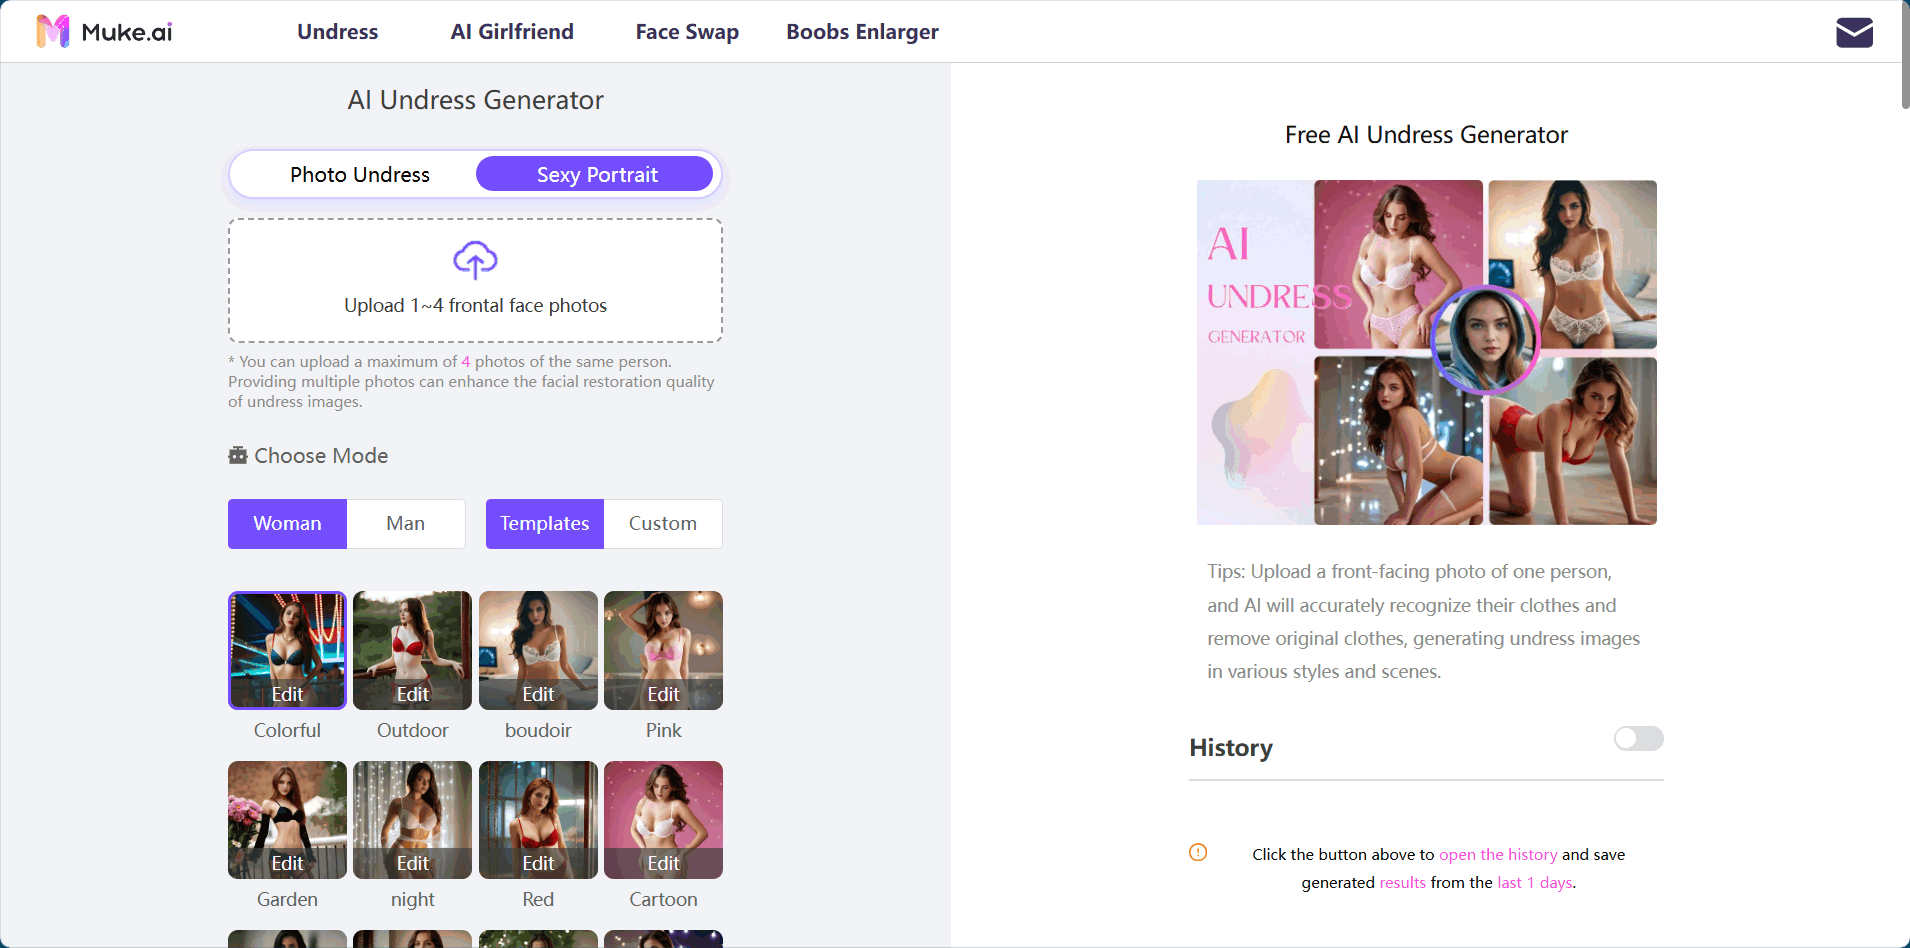 Muke.ai
Undress
AI Girlfriend
Face Swap
Boobs Enlarger
AI Undress Generator
Photo Undress
Sexy Portrait
Upload 1~4 frontal face photos
* You can upload a maximum of 4 photos of the same person.
Providing multiple photos can enhance the facial restoration quality
of undress images.
Choose Mode
Woman
Man
Templates
Custom
Edit
Edit
Edit
Edit
Colorful
Outdoor
boudoir
Pink
Edit
Edit
Edit
Edit
Garden
night
Red
Cartoon
Free AI Undress Generator
AI
UNDRESS
GENERATOR
Tips: Upload a front-facing photo of one person,
and AI will accurately recognize their clothes and
remove original clothes, generating undress images
in various styles and scenes.
History
Click the button above to open the history and save
generated results from the last 1 days.